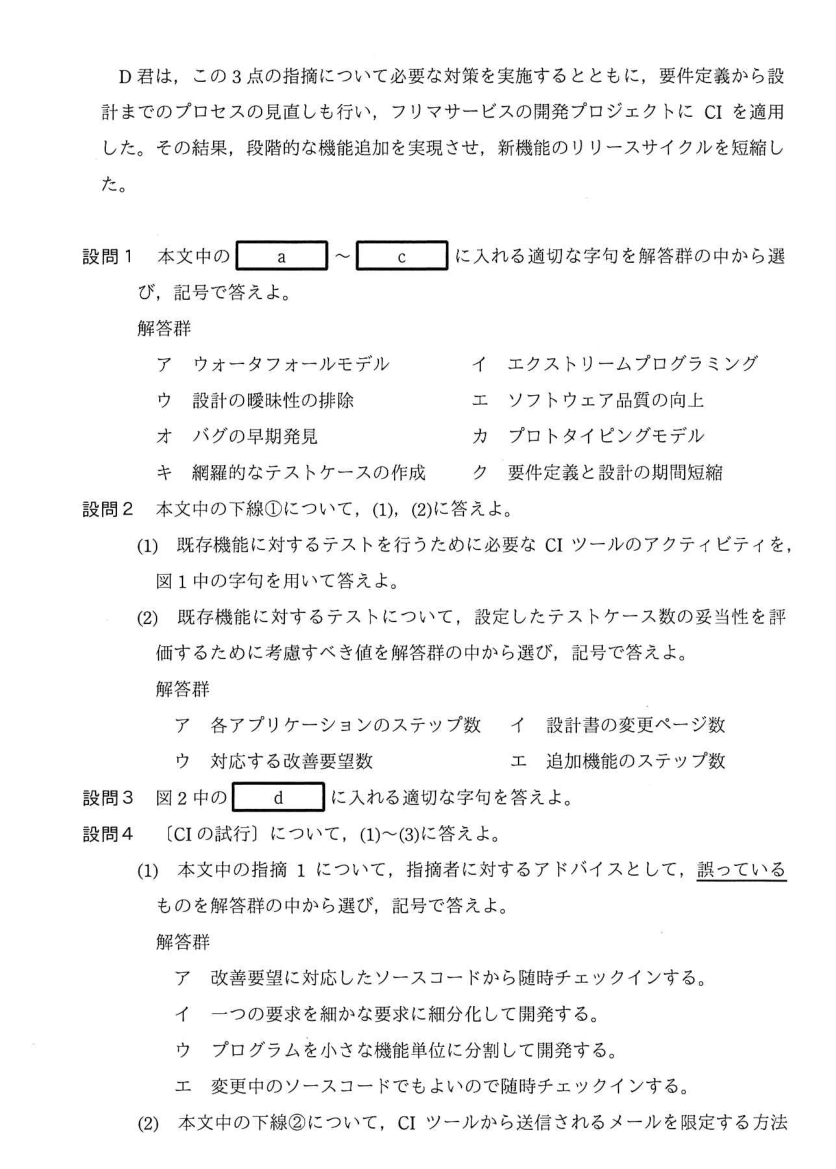 D 君は，この 3 点の指摘について必要な対策を実施するとともに，要件定義から設
計までのプロセスの見直しも行い，フリマサービスの開発プロジェクトに CI を適用
した。その結果，段階的な機能追加を実現させ，新機能のリリースサイクルを短縮し
た。
設問1 本文中の a ～ c に入れる適切な字句を解答群の中から選
び，記号で答えよ。
解答群
ア ウォータフォールモデル イ エクストリームプログラミング
ウ 設計の曖昧性の排除 エ ソフトウェア品質の向上
オ バグの早期発見 カ プロトタイピングモデル
キ 網羅的なテストケースの作成 ク 要件定義と設計の期間短縮
設問2 本文中の下線①について，(1)，(2)に答えよ。
(1) 既存機能に対するテストを行うために必要な CI ツールのアクティビティを，
図 1 中の字句を用いて答えよ。
(2) 既存機能に対するテストについて，設定したテストケース数の妥当性を評
価するために考慮すべき値を解答群の中から選び，記号で答えよ。
解答群
ア 各アプリケーションのステップ数 イ 設計書の変更ページ数
ウ 対応する改善要望数 エ 追加機能のステップ数
設問3 図 2 中の d に入れる適切な字句を答えよ。
設問4 〔CI の試行〕について，(1)～(3)に答えよ。
(1) 本文中の指摘 1 について，指摘者に対するアドバイスとして，誤っている
ものを解答群の中から選び，記号で答えよ。
解答群
ア 改善要望に対応したソースコードから随時チェックインする。
イ 一つの要求を細かな要求に細分化して開発する。
ウ プログラムを小さな機能単位に分割して開発する。
エ 変更中のソースコードでもよいので随時チェックインする。
(2) 本文中の下線②について，CI ツールから送信されるメールを限定する方法